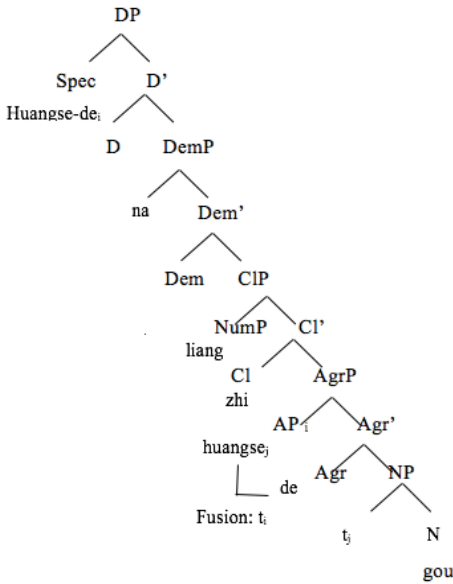 DP
Spec D’
Huangse-deᵢ
D DemP
na Dem’
Dem ClP
NumP Cl’
liang
Cl AgrP
zhi
APᵢ Agr’
huangseⱼ
Agr NP
de
Fusion: tᵢ
tⱼ N
gou